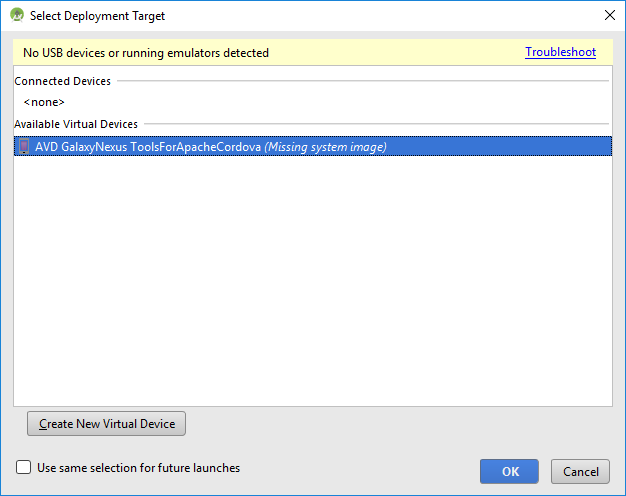 Select Deployment Target
No USB devices or running emulators detected Troubleshoot
Connected Devices
<none>
Available Virtual Devices
AVD GalaxyNexus ToolsForApacheCordova (Missing system image)
Create New Virtual Device
Use same selection for future launches
OK Cancel